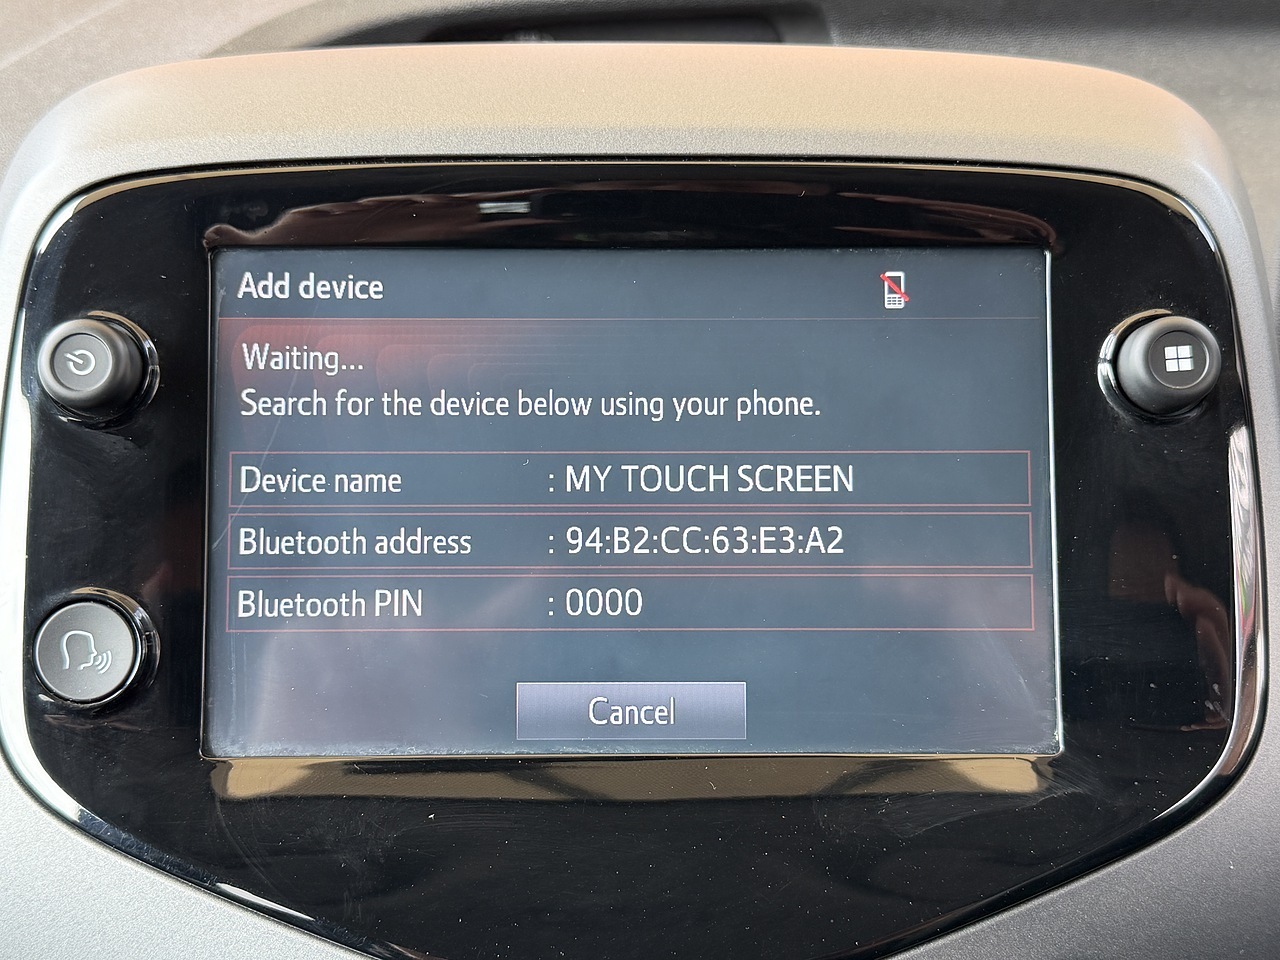 Add device
Waiting...
Search for the device below using your phone.
Device name : MY TOUCH SCREEN
Bluetooth address : 94:B2:CC:63:E3:A2
Bluetooth PIN : 0000
Cancel